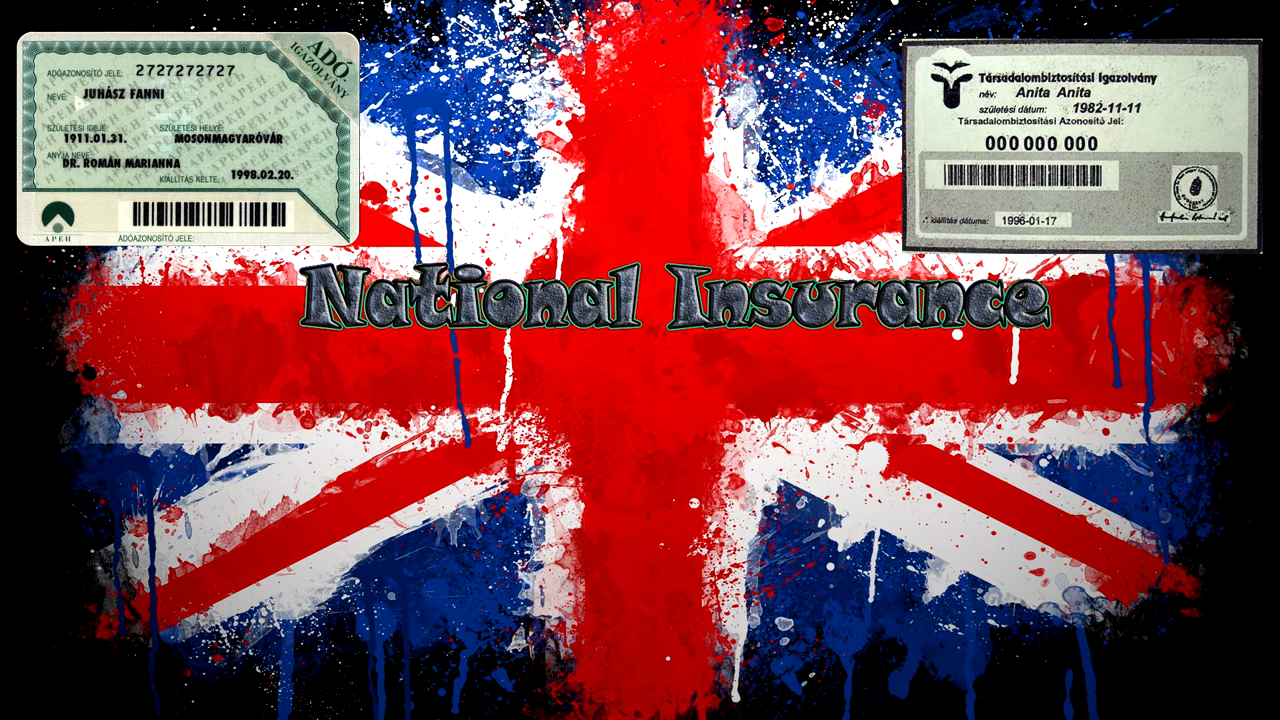 ADÓ-
IGAZOLVÁNY
ADÓAZONOSÍTÓ JELE: 2727272727
NEVE: JUHÁSZ FANNI
SZÜLETÉSI IDEJE: SZÜLETÉSI HELYE:
1911.01.31. MOSONMAGYARÓVÁR
ANYJA NEVE:
DR. ROMÁN MARIANNA
KIÁLLÍTÁS KELTE: 1998.02.20.
APEH
ADÓAZONOSÍTÓ JELE:
Társadalombiztosítási Igazolvány
név: Anita Anita
születési dátum: 1982-11-11
Társadalombiztosítási Azonosító Jel:
000 000 000
A kiállítás dátuma: 1996-01-17
National Insurance